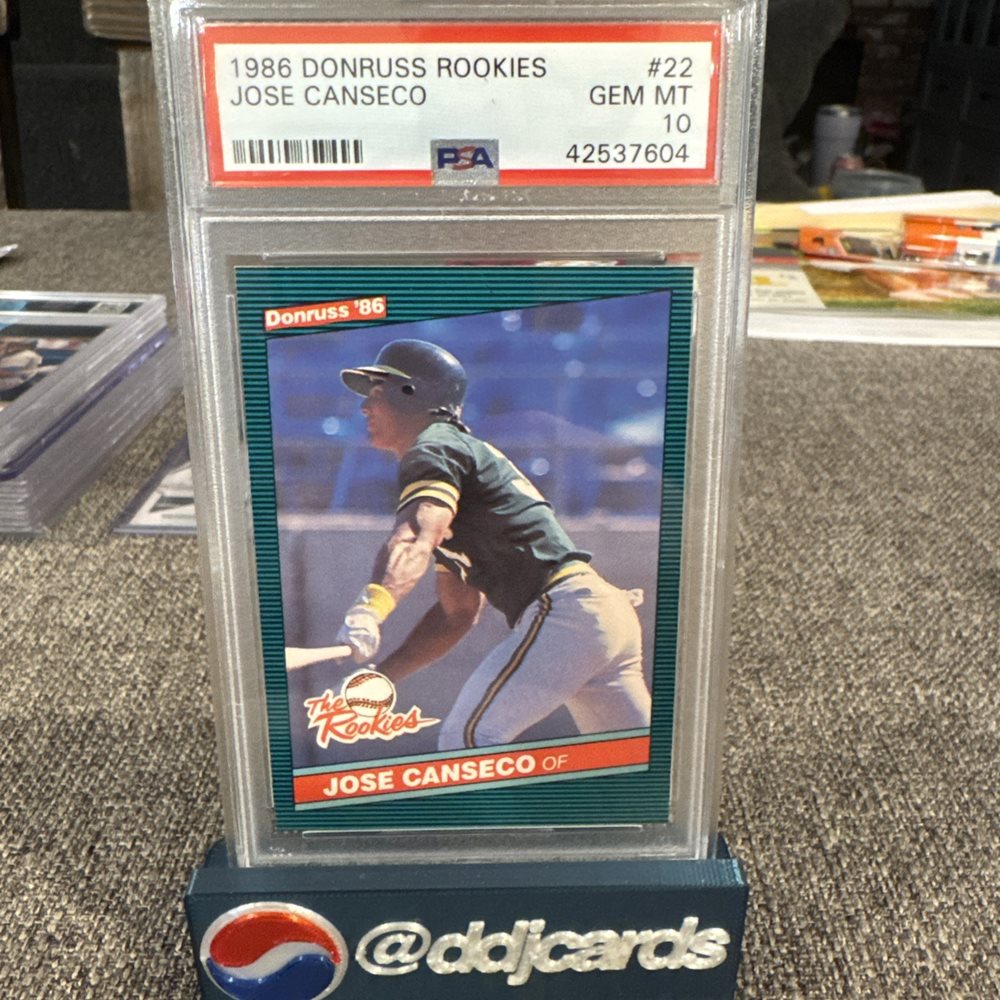 1986 DONRUSS ROOKIES #22
JOSE CANSECO GEM MT
10
PSA 42537604
Donruss '86
The
Rookies
JOSE CANSECO OF
@ddjcards